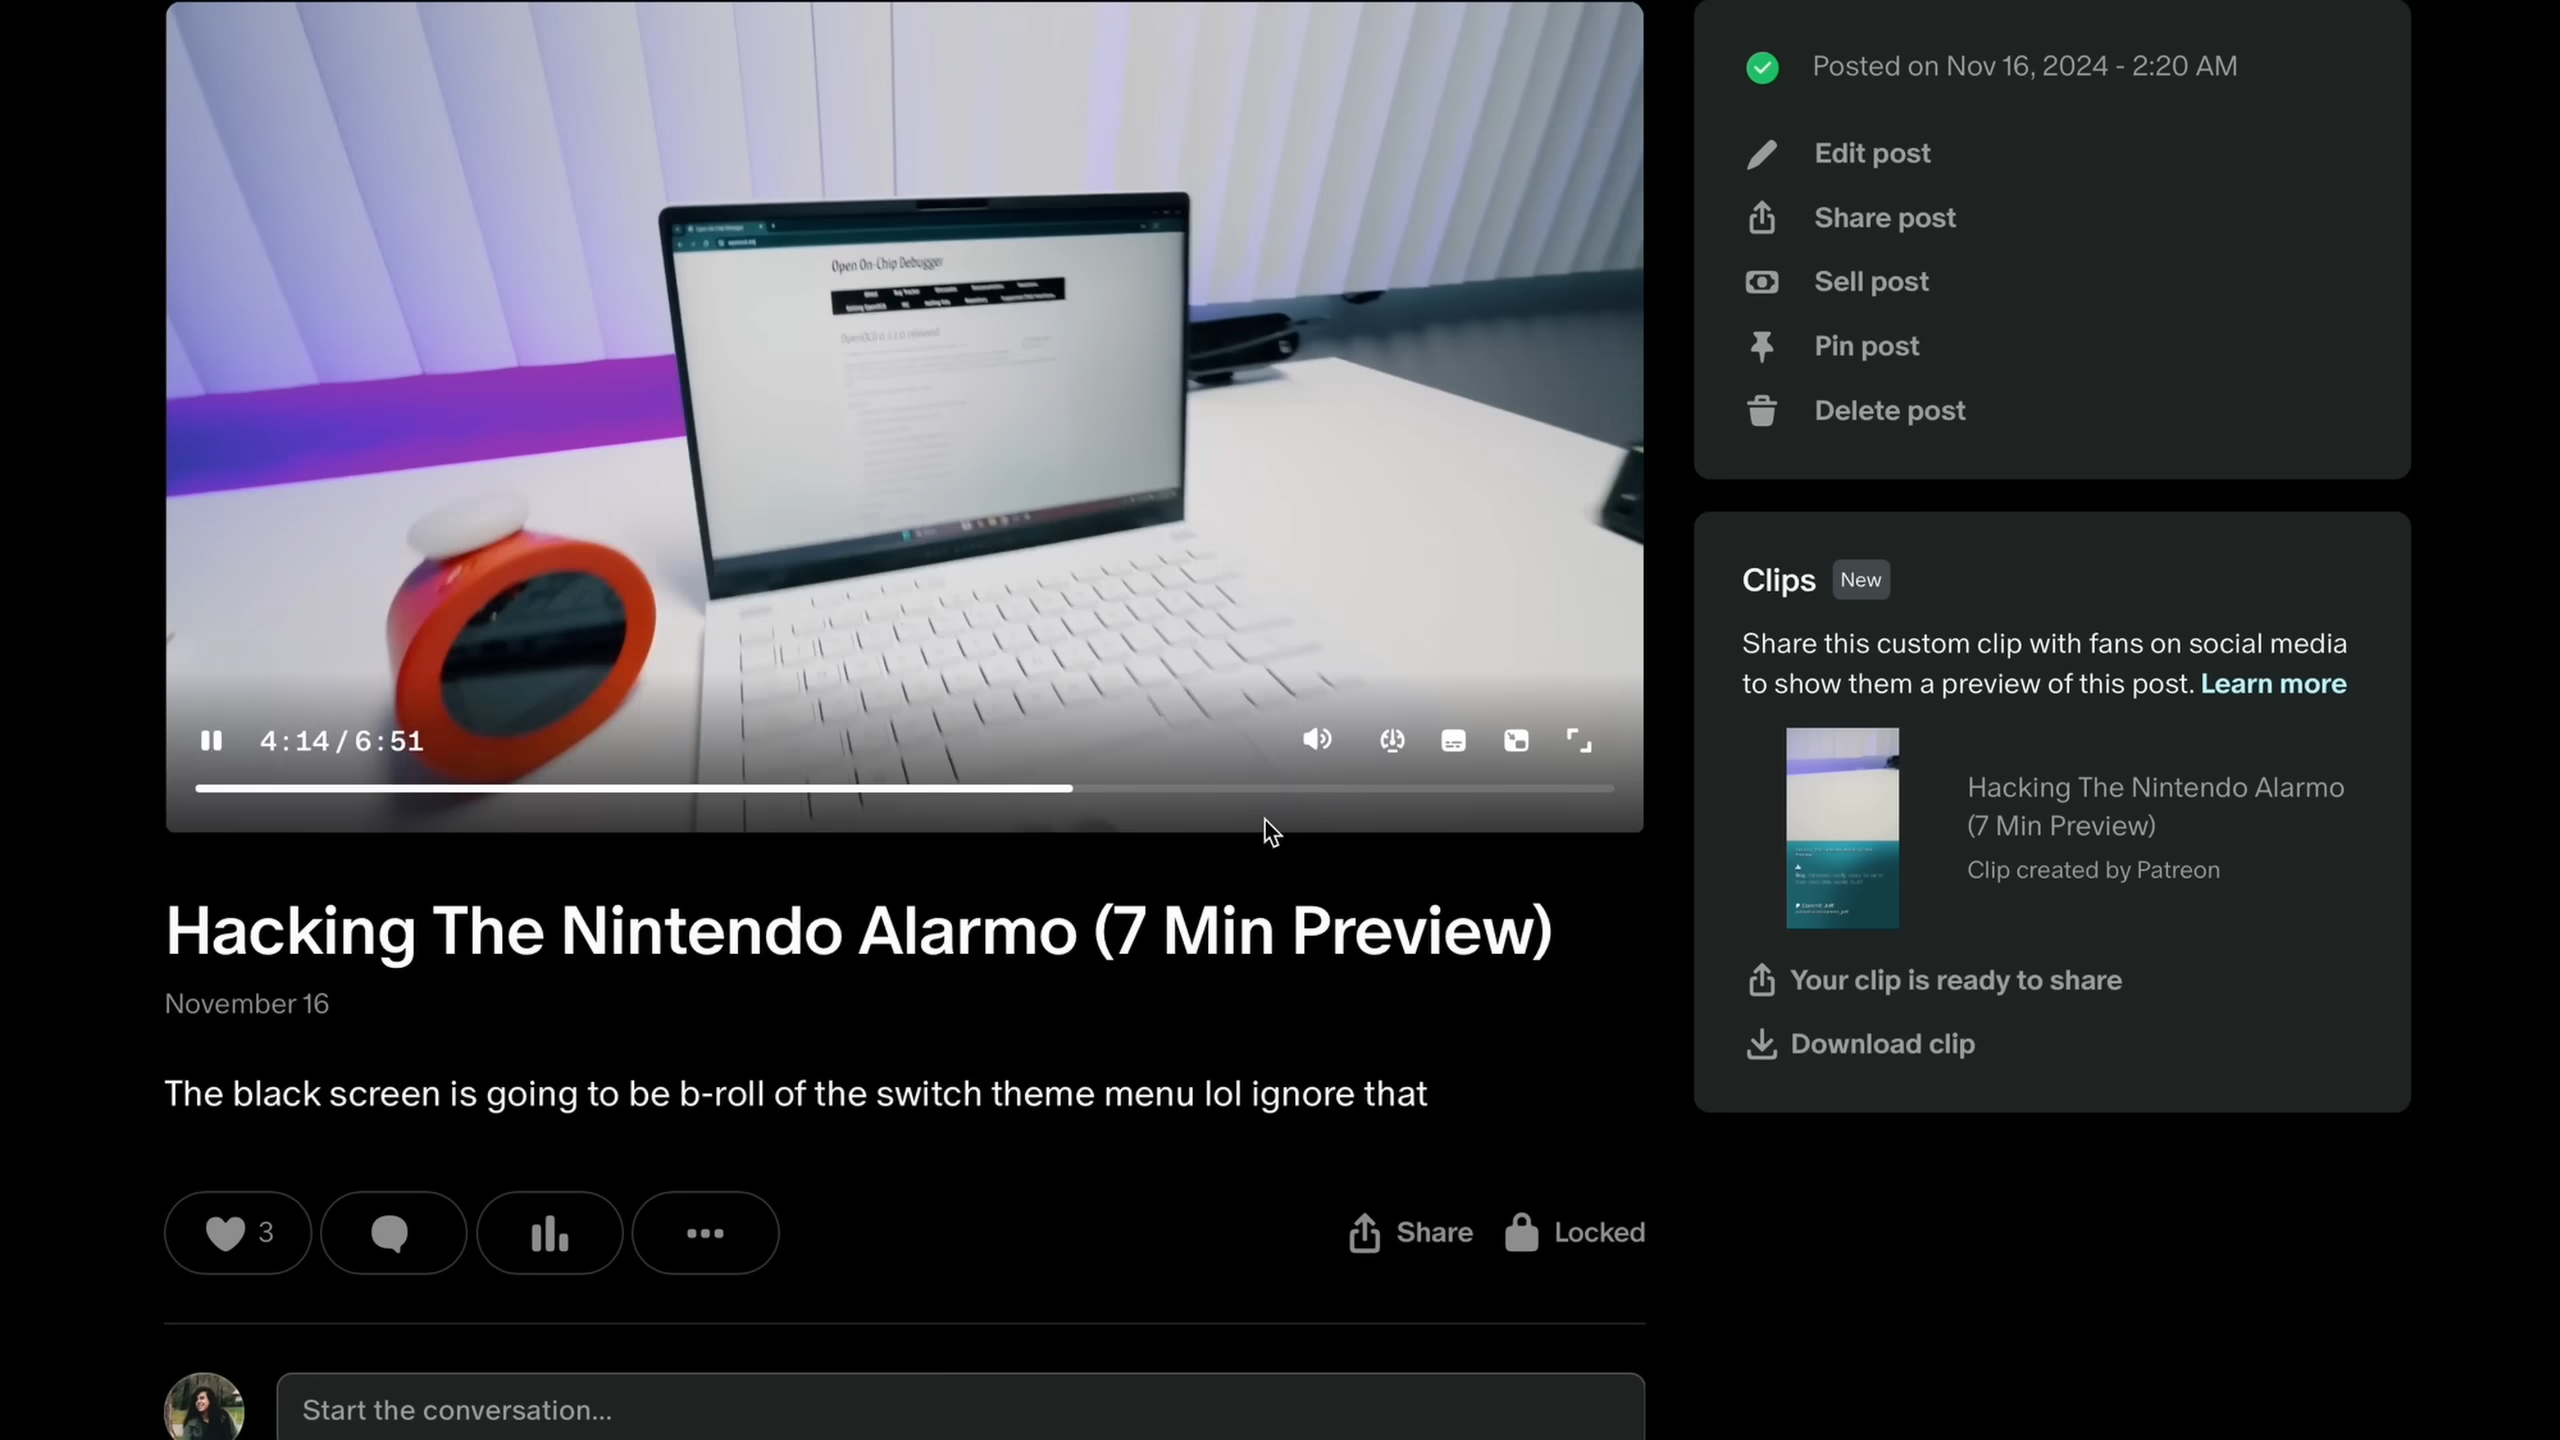 Open On-Chip Debugger
4:14 / 6:51
Hacking The Nintendo Alarmo (7 Min Preview)
November 16
The black screen is going to be b-roll of the switch theme menu lol ignore that
3
Share
Locked
Start the conversation...
Posted on Nov 16, 2024 - 2:20 AM
Edit post
Share post
Sell post
Pin post
Delete post
Clips New
Share this custom clip with fans on social media
to show them a preview of this post. Learn more
Hacking The Nintendo Alarmo
(7 Min Preview)
Clip created by Patreon
Your clip is ready to share
Download clip